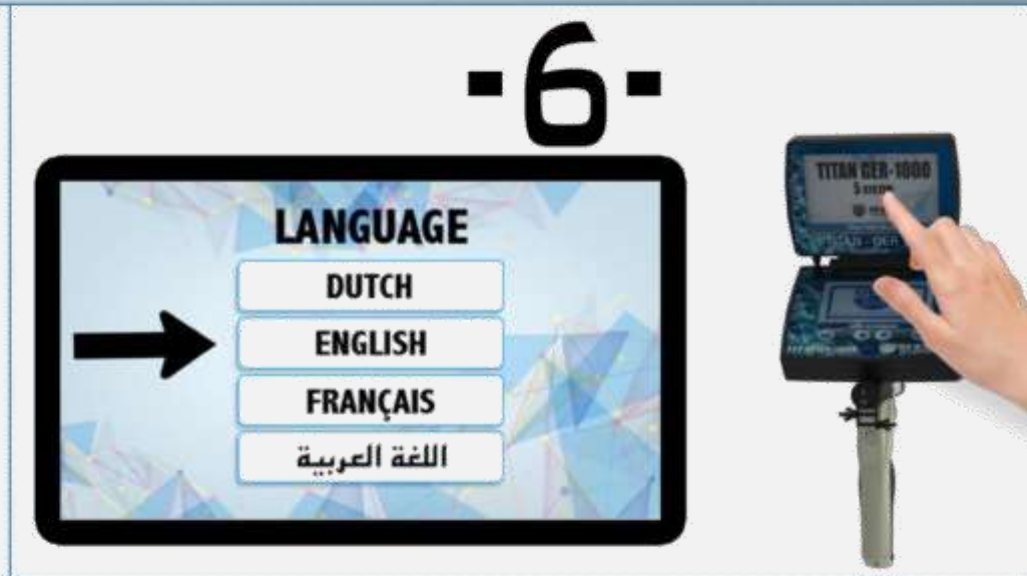 -6-
LANGUAGE
DUTCH
ENGLISH
FRANÇAIS
اللغة العربية
TITAN GER-1000